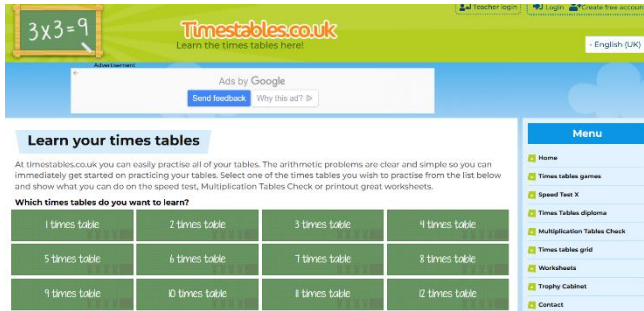 3x3=9
Timestables.co.uk
Learn the times tables here!
Teacher login
Login
Create free account
- English (UK)
Advertisement
Ads by Google
Send feedback
Why this ad?
Learn your times tables
At timestables.co.uk you can easily practise all of your tables. The arithmetic problems are clear and simple so you can
immediately get started on practicing your tables. Select one of the times tables you wish to practise from the list below
and show what you can do on the speed test, Multiplication Tables Check or printout great worksheets.
Which times tables do you want to learn?
1 times table
2 times table
3 times table
4 times table
5 times table
6 times table
7 times table
8 times table
9 times table
10 times table
11 times table
12 times table
Menu
Home
Times tables games
Speed Test X
Times Tables diploma
Multiplication Tables Check
Times tables grid
Worksheets
Trophy Cabinet
Contact